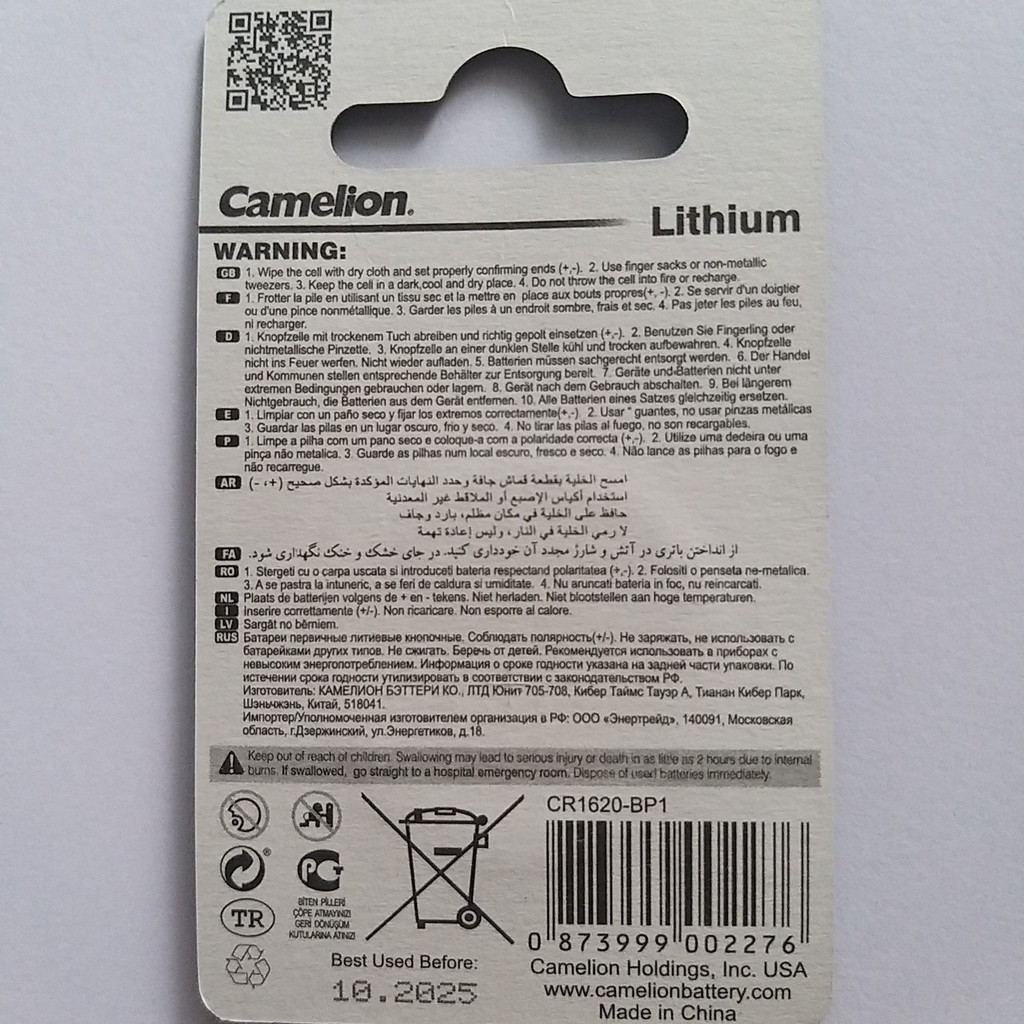 Camelion®
Lithium
WARNING:
GB 1. Wipe the cell with dry cloth and set properly confirming ends (+,-). 2. Use finger sacks or non-metallic
tweezers. 3. Keep the cell in a dark,cool and dry place. 4. Do not throw the cell into fire or recharge.
F 1. Frotter la pile en utilisant un tissu sec et la mettre en place aux bouts propres(+, -). 2. Se servir d'un doigtier
ou d'une pince nonmétallique. 3. Garder les piles à un endroit sombre, frais et sec. 4. Pas jeter les piles au feu,
ni recharger.
D 1. Knopfzelle mit trockenem Tuch abreiben und richtig gepolt einsetzen (+,-). 2. Benutzen Sie Fingerling oder
nichtmetallische Pinzette. 3. Knopfzelle an einer dunklen Stelle kühl und trocken aufbewahren. 4. Knopfzelle
nicht ins Feuer werfen. Nicht wieder aufladen. 5. Batterien müssen sachgerecht entsorgt werden. 6. Der Handel
und Kommunen stellen entsprechende Behälter zur Entsorgung bereit. 7. Geräte und Batterien nicht unter
extremen Bedingungen gebrauchen oder lagern. 8. Gerät nach dem Gebrauch abschalten. 9. Bei längerem
Nichtgebrauch, die Batterien aus dem Gerät entfernen. 10. Alle Batterien eines Satzes gleichzeitig ersetzen.
E 1. Limpiar con un paño seco y fijar los extremos correctamente(+,-). 2. Usar " guantes, no usar pinzas metálicas
3. Guardar las pilas en un lugar oscuro, frio y seco. 4. No tirar las pilas al fuego, no son recargables.
P 1. Limpe a pilha com um pano seco e coloque-a com a polaridade correcta (+,-). 2. Utilize uma dedeira ou uma
pinça não metalica. 3. Guarde as pilhas num local escuro, fresco e seco. 4. Não lance as pilhas para o fogo e
não recarregue.
AR امسح الخلية بقطعة قماش جافة وحدد النهايات المؤكدة بشكل صحيح (+، -)
استخدام أكياس الإصبع أو الملاقط غير المعدنية
حافظ على الخلية في مكان مظلم، بارد وجاف
لا رمي الخلية في النار، وليس إعادة تهمة
FA از انداختن باتری در آتش و شارژ مجدد آن خودداری کنید. در جای خشک و خنک نگهداری شود.
RO 1. Stergeti cu o carpa uscata si introduceti bateria respectand polaritatea (+,-). 2. Folositi o penseta ne-metalica.
3. A se pastra la intuneric, a se feri de caldura si umiditate. 4. Nu aruncati bateria in foc, nu reincarcati.
NL Plaats de batterijen volgens de + en - tekens. Niet herladen. Niet blootstellen aan hoge temperaturen.
I Inserire correttamente (+/-). Non ricaricare. Non esporre al calore.
LV Sargāt no bērniem.
RUS Батареи первичные литиевые кнопочные. Соблюдать полярность(+/-). Не заряжать, не использовать с
батарейками других типов. Не сжигать. Беречь от детей. Рекомендуется использовать в приборах с
невысоким энергопотреблением. Информация о сроке годности указана на задней части упаковки. По
истечении срока годности утилизировать в соответствии с законодательством РФ.
Изготовитель: КАМЕЛИОН БЭТТЕРИ КО., ЛТД Юнит 705-708, Кибер Таймс Тауэр А, Тианан Кибер Парк,
Шэньчжэнь, Китай, 518041.
Импортер/Уполномоченная изготовителем организация в РФ: ООО «Энертрейд», 140091, Московская
область, г.Дзержинский, ул.Энергетиков, д.18.
Keep out of reach of children. Swallowing may lead to serious injury or death in as little as 2 hours due to internal
burns. If swallowed, go straight to a hospital emergency room. Dispose of used batteries immediately.
CR1620-BP1
TR
BİTEN PİLLERİ
ÇÖPE ATMAYINIZ!
GERİ DÖNÜŞÜM
KUTULARINA ATINIZ!
0 873999 002276
Best Used Before:
10.2025
Camelion Holdings, Inc. USA
www.camelionbattery.com
Made in China